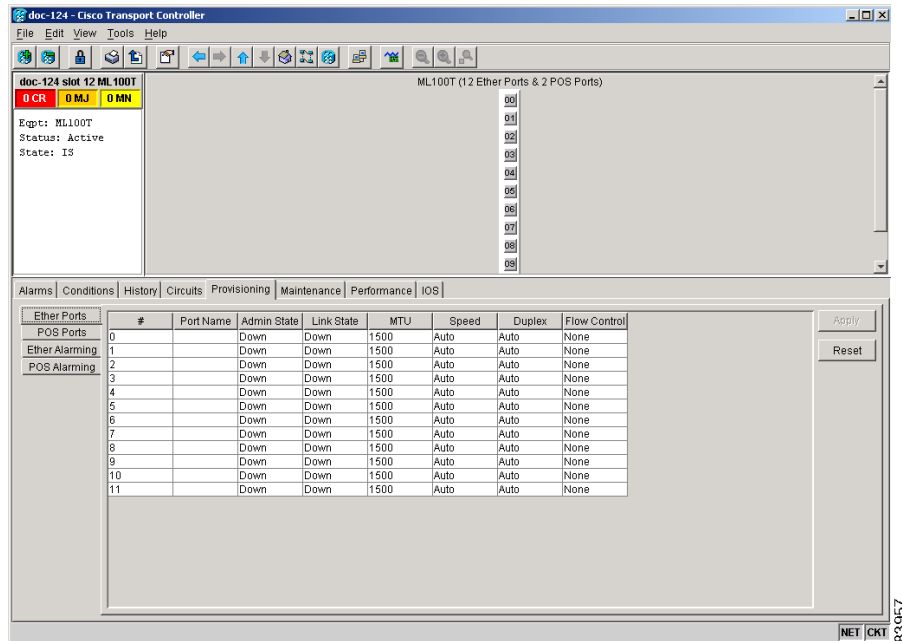 doc-124 - Cisco Transport Controller
File Edit View Tools Help
doc-124 slot 12 ML100T
0 CR 0 MJ 0 MN
Eqpt: ML100T
Status: Active
State: IS
ML100T (12 Ether Ports & 2 POS Ports)
00
01
02
03
04
05
06
07
08
09
Alarms Conditions History Circuits Provisioning Maintenance Performance IOS
Ether Ports
POS Ports
Ether Alarming
POS Alarming
# Port Name Admin State Link State MTU Speed Duplex Flow Control
0 Down Down 1500 Auto Auto None
1 Down Down 1500 Auto Auto None
2 Down Down 1500 Auto Auto None
3 Down Down 1500 Auto Auto None
4 Down Down 1500 Auto Auto None
5 Down Down 1500 Auto Auto None
6 Down Down 1500 Auto Auto None
7 Down Down 1500 Auto Auto None
8 Down Down 1500 Auto Auto None
9 Down Down 1500 Auto Auto None
10 Down Down 1500 Auto Auto None
11 Down Down 1500 Auto Auto None
Apply
Reset
NET CKT
83957